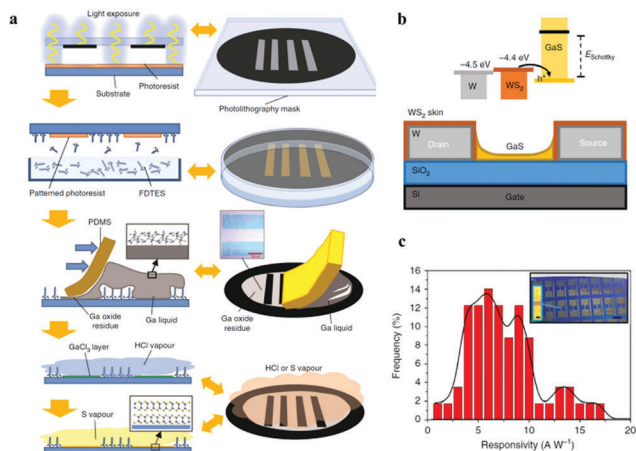 a
Light exposure
Photoresist
Substrate
Photolithography mask
Patterned photoresist
FDTES
PDMS
Ga oxide
residue
Ga liquid
Ga oxide
residue
Ga liquid
GaCl₃ layer
HCl vapour
HCl or S vapour
S vapour
b
GaS
−4.5 eV
−4.4 eV
E Schottky
h⁺
W
WS₂
WS₂ skin
W
Drain
GaS
Source
SiO₂
Si
Gate
c
Frequency (%)
16
14
12
10
8
6
4
2
0
0
5
10
15
20
Responsivity (A W⁻¹)